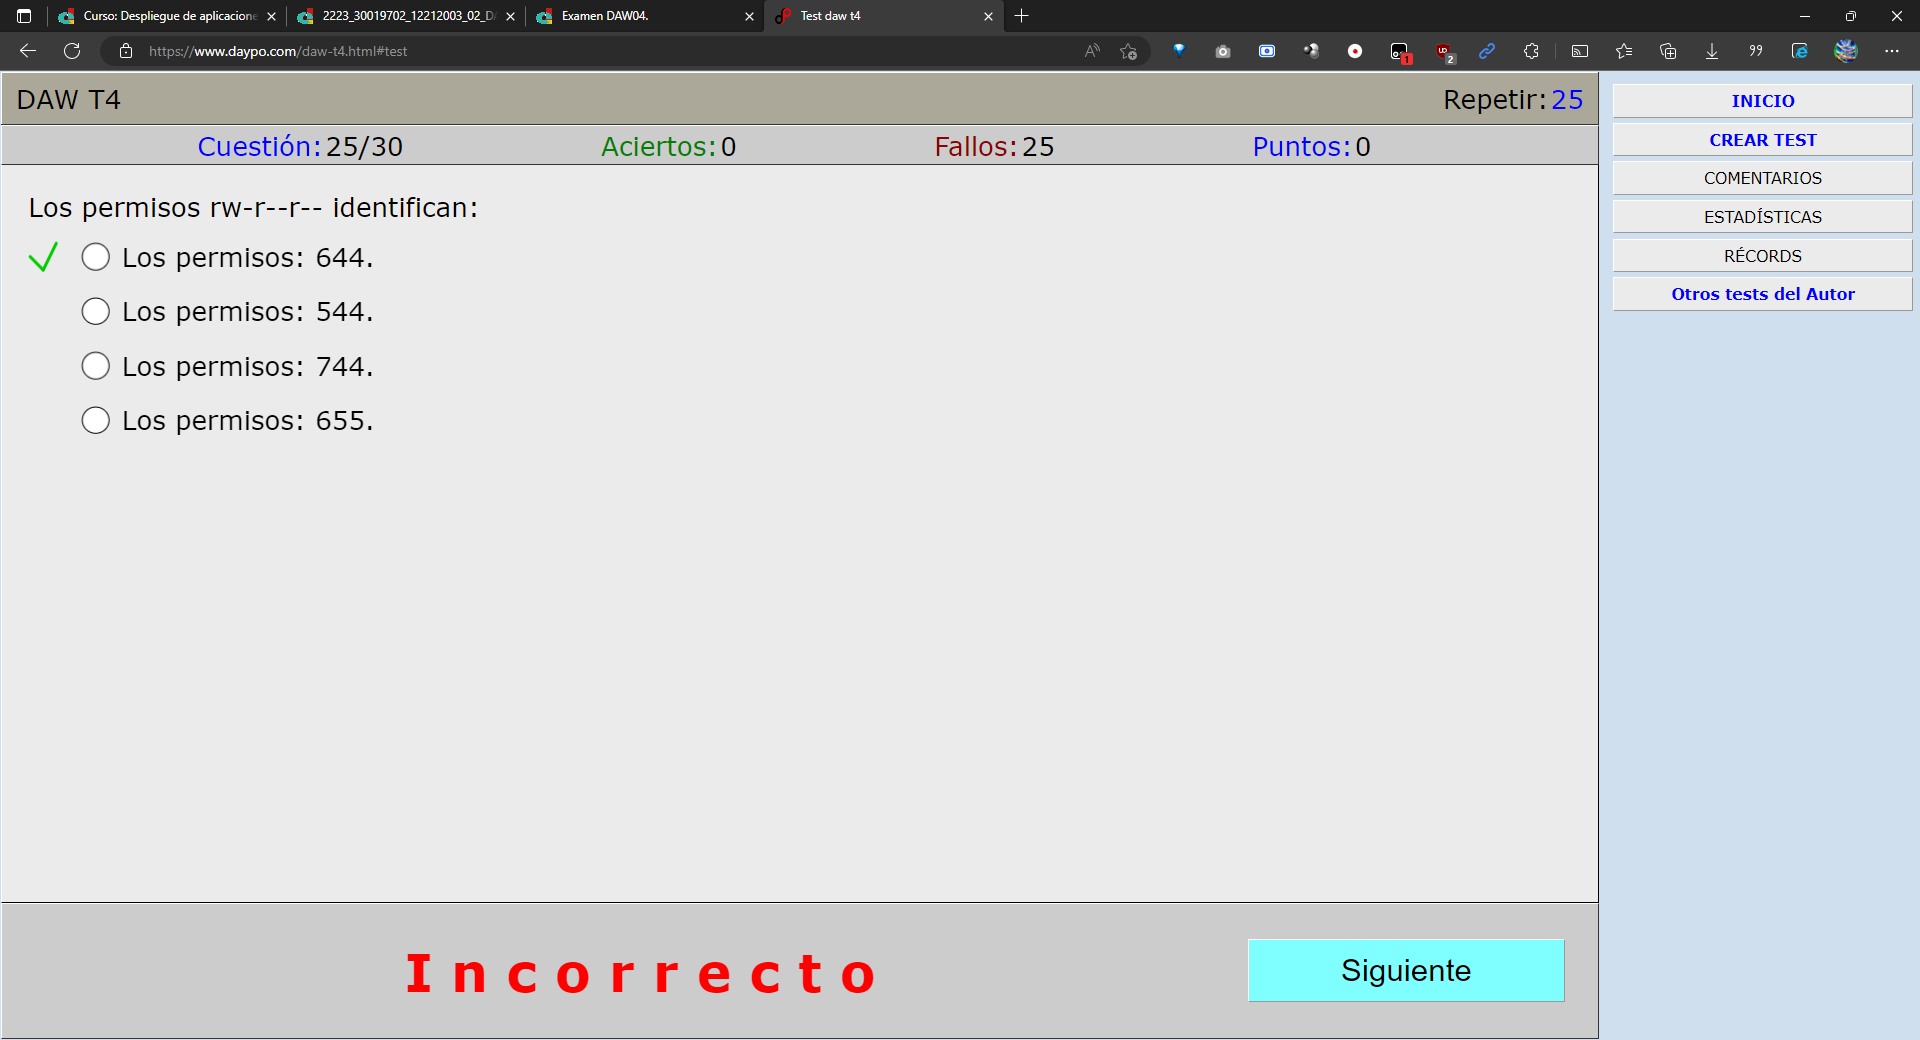 Curso: Despliegue de aplicacione
2223_30019702_12212003_02_DA
Examen DAW04.
Test daw t4
https://www.daypo.com/daw-t4.html#test
1
2
DAW T4
Repetir:25
Cuestión:25/30
Aciertos:0
Fallos:25
Puntos:0
Los permisos rw-r--r-- identifican:
Los permisos: 644.
Los permisos: 544.
Los permisos: 744.
Los permisos: 655.
Incorrecto
Siguiente
INICIO
CREAR TEST
COMENTARIOS
ESTADÍSTICAS
RÉCORDS
Otros tests del Autor